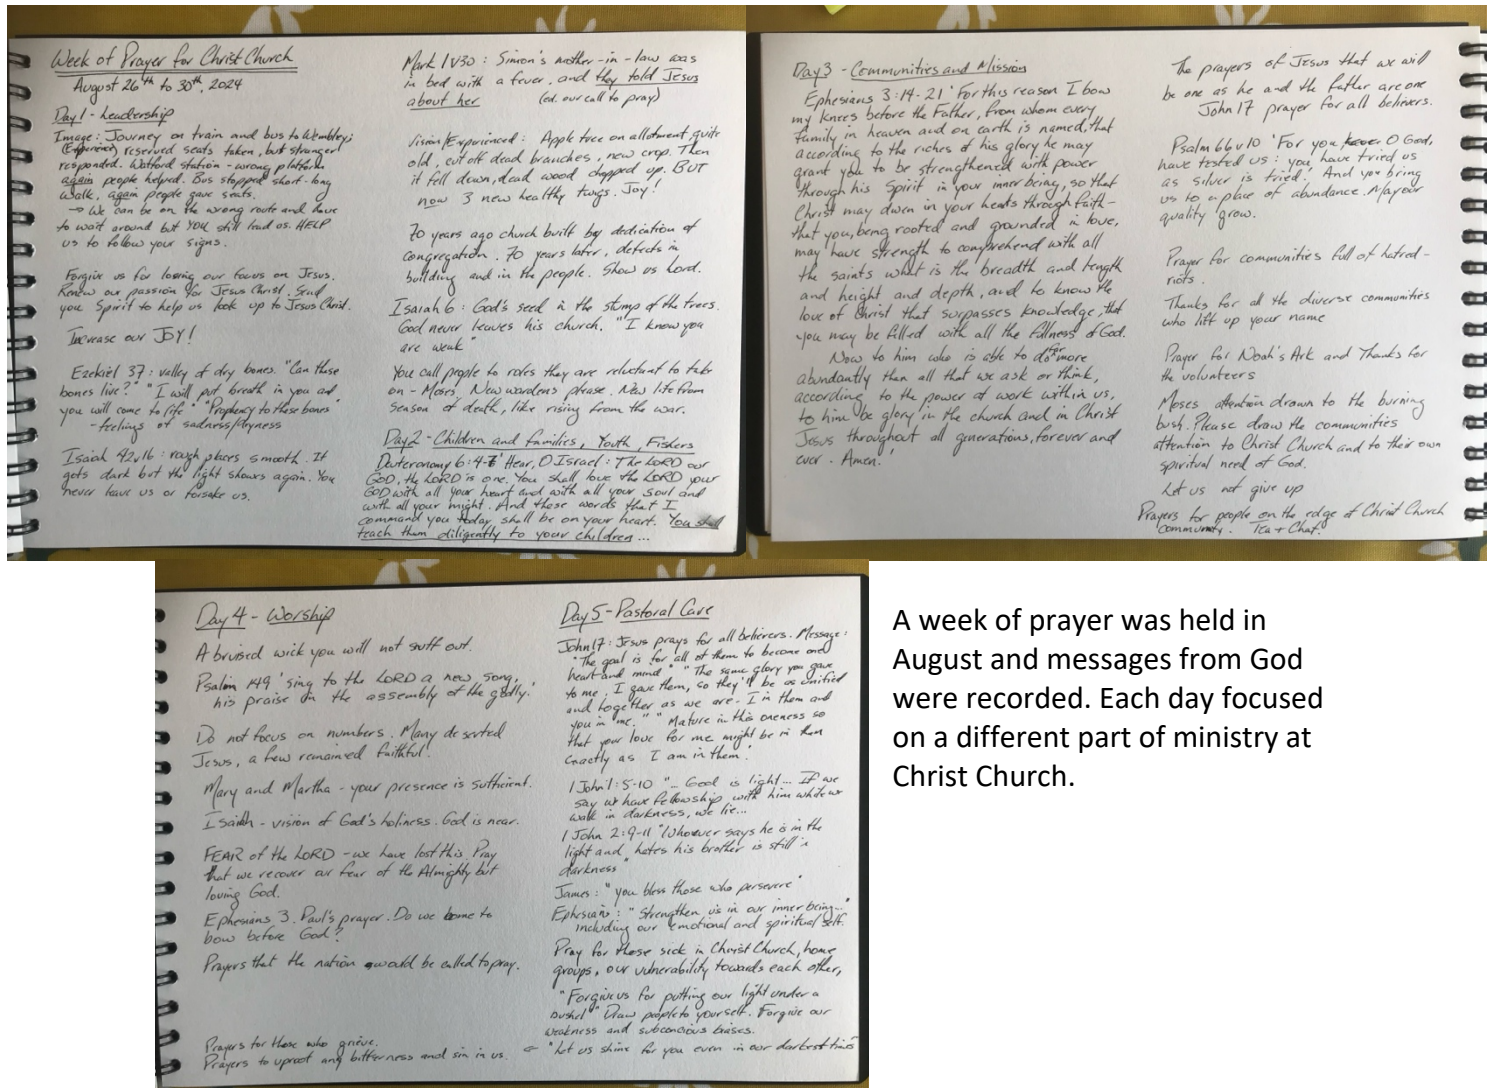 Week of Prayer for Christ Church
August 26th to 30th, 2024
Day 1 - Leadership
Image: Journey on train and bus to Wembley;
(Experience) reserved seats taken, but stranger
responded. Watford station - wrong platform
again people helped. Bus stopped short - long
walk, again people gave seats.
→ We can be on the wrong route and have
to wait around but YOU still lead us. HELP
us to follow your signs.
Forgive us for losing our focus on Jesus.
Renew our passion for Jesus Christ. Send
you Spirit to help us look up to Jesus Christ.
Increase our JOY!
Ezekiel 37: valley of dry bones. "Can these
bones live?" "I will put breath in you and
you will come to life" "Prophency to these bones"
- feelings of sadness/dryness
Isaiah 42v16: rough places smooth. It
gets dark but the light shows again. You
never leave us or forsake us.
Mark 1v30: Simon's mother-in-law was
in bed with a fever, and they told Jesus
about her (ed. our call to pray)
Vision/Experienced: Apple tree on allotment, quite
old, cut off dead branches, new crop. Then
it fell down, dead wood chopped up. BUT
now 3 new healthy twigs. Joy!
70 years ago church built by dedication of
congregation. 70 years later, defects in
building and in the people. Show us Lord.
Isaiah 6: God's seed in the stump of the trees.
God never leaves his church. "I know you
are weak"
You call people to roles they are reluctant to take
on - Moses. New wardens please. New life from
season of death, like rising from the war.
Day 2 - Children and families, Youth, Fishers
Deuteronomy 6:4-7 'Hear, O Israel: The LORD our
GOD, the LORD is one. You shall love the LORD your
GOD with all your heart and with all your soul and
with all your might. And these words that I
command you today shall be on your heart. You shall
teach them diligently to your children ...
Day 3 - Communities and Mission
Ephesians 3:14-21 'For this reason I bow
my knees before the Father, from whom every
family in heaven and on earth is named, that
according to the riches of his glory he may
grant you to be strengthened with power
through his Spirit in your inner being, so that
Christ may dwell in your hearts through faith-
that you, being rooted and grounded in love,
may have strength to comprehend with all
the saints what is the breadth and length
and height and depth, and to know the
love of Christ that surpasses knowledge, that
you may be filled with all the fullness of God.
Now to him who is able to do far more
abundantly than all that we ask or think,
according to the power of work within us,
to him be glory in the church and in Christ
Jesus throughout all generations, forever and
ever. Amen.'
The prayers of Jesus that we will
be one as he and the father are one
John 17 prayer for all believers.
Psalm 66v10 'For you, O God,
have tested us: you have tried us
as silver is tried.' And you bring
us to a place of abundance. May our
quality grow.
Prayer for communities full of hatred -
riots.
Thanks for all the diverse communities
who lift up your name
Prayer for Noah's Ark and Thanks for
the volunteers
Moses attention drawn to the burning
bush. Please draw the communities
attention to Christ Church and to their own
spiritual need of God.
Let us not give up
Prayers for people on the edge of Christ Church
community. Tea + Chat.
Day 4 - Worship
A bruised wick you will not snuff out.
Psalm 149 'sing to the LORD a new song,
his praise in the assembly of the godly.'
Do not focus on numbers. Many deserted
Jesus, a few remained faithful.
Mary and Martha - your presence is sufficient.
Isaiah - vision of God's holiness. God is near.
FEAR of the LORD - we have lost this. Pray
that we recover our fear of the Almighty but
loving God.
Ephesians 3. Paul's prayer. Do we come to
bow before God?
Prayers that the nation would be called to pray.
Prayers for those who grieve.
Prayers to uproot any bitterness and sin in us.
Day 5 - Pastoral Care
John 17: Jesus prays for all believers. Message:
"The goal is for all of them to become one
heart and mind" "The same glory you gave
to me, I gave them, so they'll be as unified
and together as we are - I in them and
you in me." "Mature in this oneness so
that your love for me might be in them
exactly as I am in them'.
1 John 1:5-10 "... God is light... If we
say we have fellowship with him while we
walk in darkness, we lie...
1 John 2:9-11 "Whoever says he is in the
light and hates his brother is still in
darkness"
James: "you bless those who persevere"
Ephesians: "Strengthen us in our inner being..."
including our emotional and spiritual self.
Pray for those sick in Christ Church, home
groups, our vulnerability towards each other,
"Forgive us for putting our light under a
bushel" Draw people to yourself. Forgive our
weakness and subconcious biases.
← "Let us shine for you even in our darkest times"
A week of prayer was held in
August and messages from God
were recorded. Each day focused
on a different part of ministry at
Christ Church.